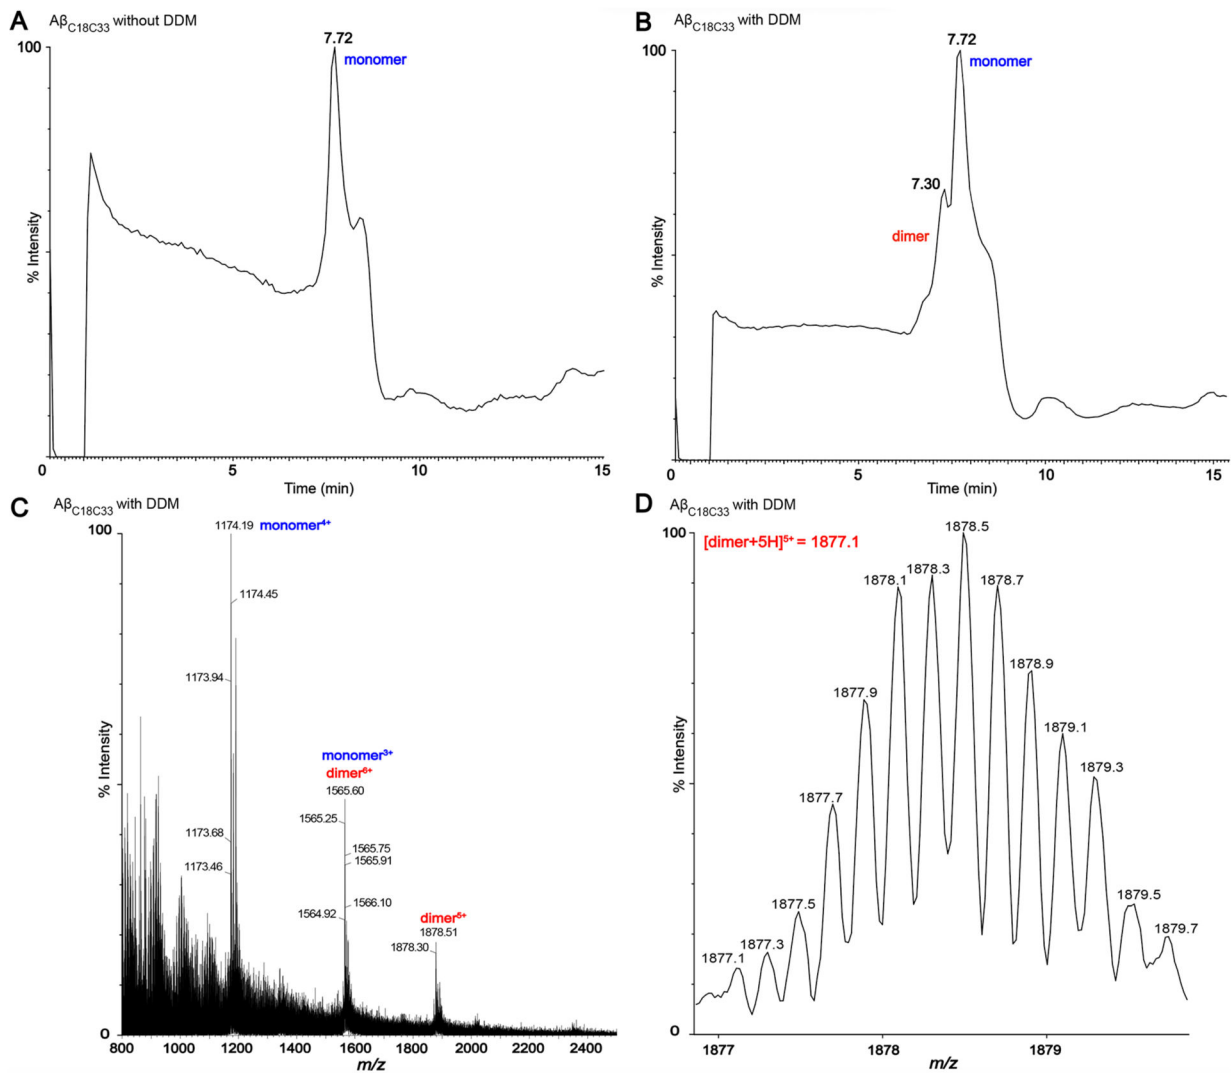 A
Aβ_C18C33 without DDM
100
7.72
monomer
% Intensity
0
5
10
15
Time (min)
B
Aβ_C18C33 with DDM
100
7.72
monomer
7.30
dimer
% Intensity
0
5
10
15
Time (min)
C
Aβ_C18C33 with DDM
100
1174.19 monomer⁴⁺
1174.45
1173.94
monomer³⁺
dimer⁶⁺
1565.60
1565.25
1173.68
1565.75
1565.91
1173.46
1566.10
1564.92
dimer⁵⁺
1878.51
1878.30
% Intensity
0
800 1000 1200 1400 1600 1800 2000 2200 2400
m/z
D
Aβ_C18C33 with DDM
100
[dimer+5H]⁵⁺ = 1877.1
1878.5
1878.3
1878.1
1878.7
1878.9
1877.9
1879.1
1879.3
1877.7
1877.5
1879.5
1879.7
1877.3
1877.1
% Intensity
0
1877 1878 1879
m/z